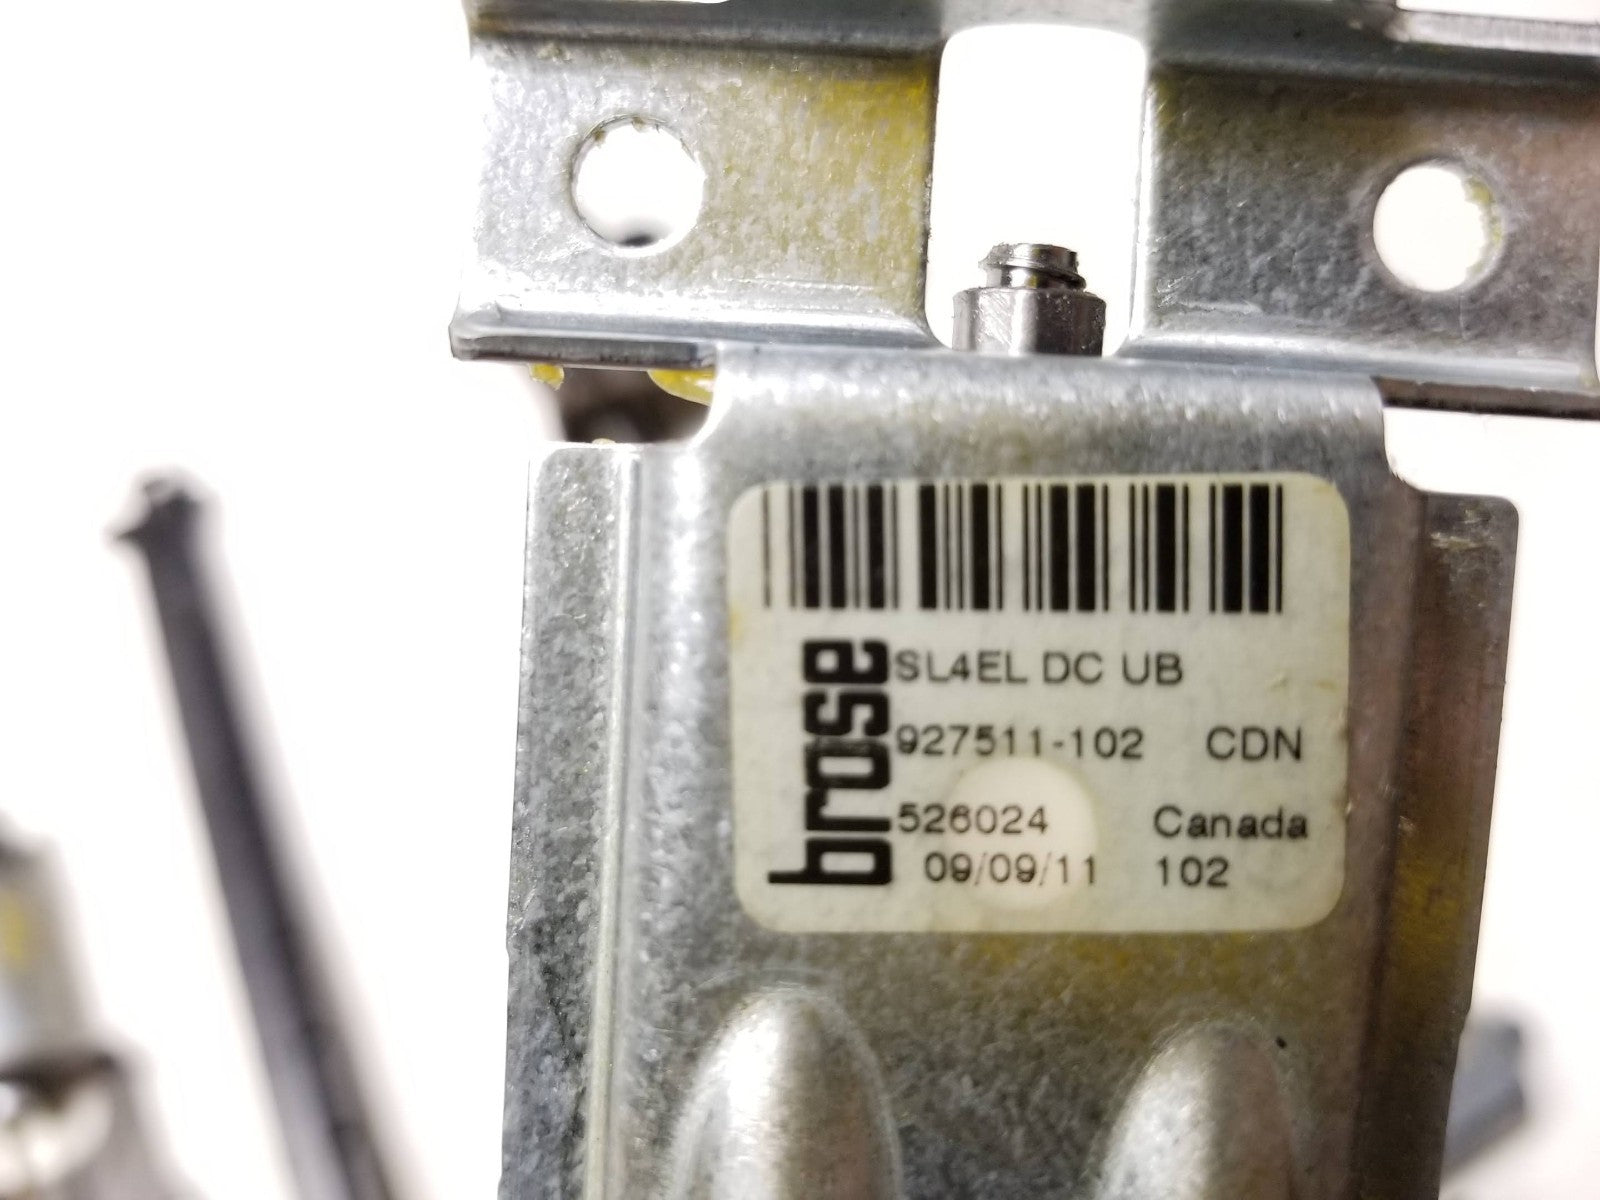 brose
SL4EL DC UB
927511-102 CDN
526024 Canada
09/09/11 102